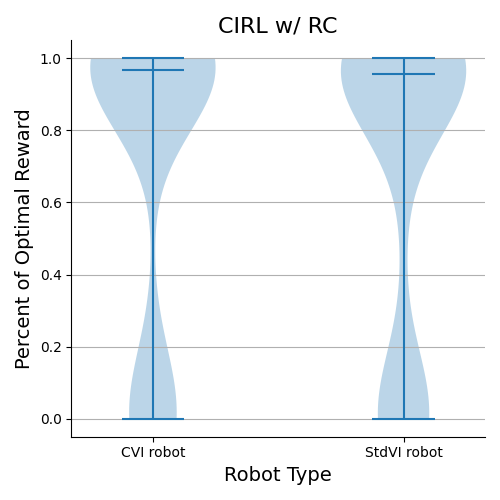 CIRL w/ RC
Percent of Optimal Reward
1.0
0.8
0.6
0.4
0.2
0.0
CVI robot
StdVI robot
Robot Type